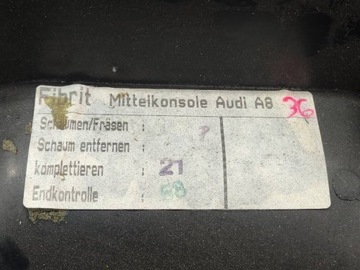 Fibrit Mittelkonsole Audi A8 36
Schäumen/Fräsen : P
Schaum entfernen :
komplettieren : 21
Endkontrolle : 68